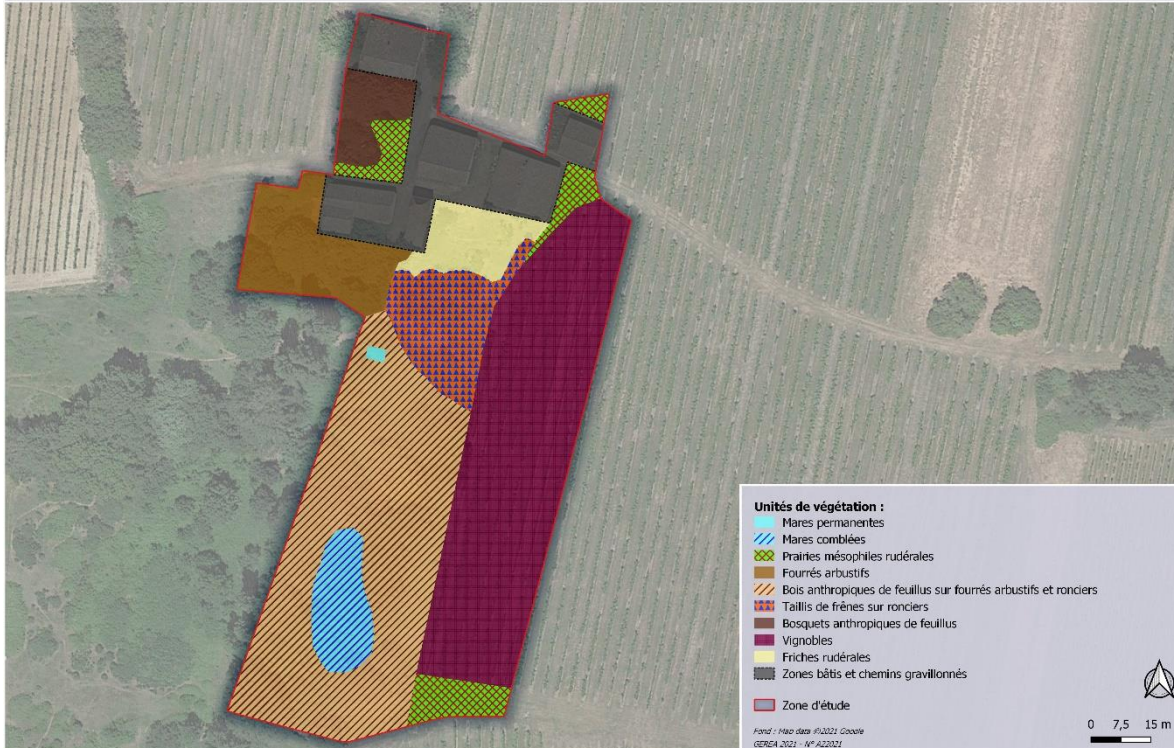 Unités de végétation :
Mares permanentes
Mares comblées
Prairies mésophiles rudérales
Fourrés arbustifs
Bois anthropiques de feuillus sur fourrés arbustifs et ronciers
Taillis de frênes sur ronciers
Bosquets anthropiques de feuillus
Vignobles
Friches rudérales
Zones bâtis et chemins gravillonnés
Zone d'étude
Fond : Map data ©2021 Google
GEREA 2021 - N° A22021
0 7,5 15 m